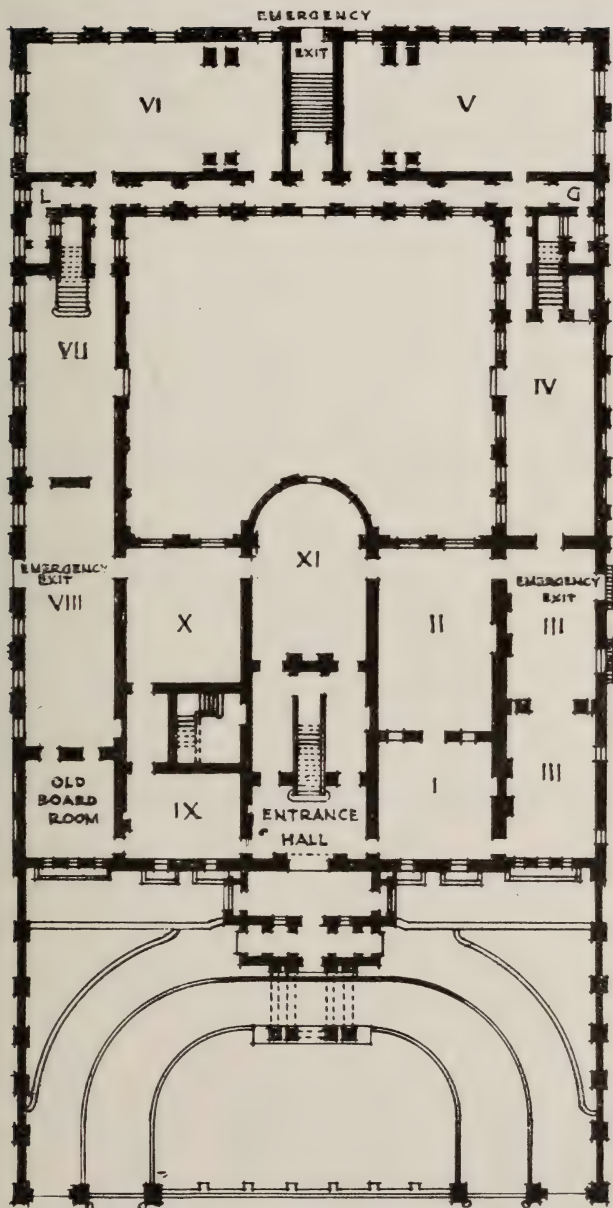 EMERGENCY
EXIT
VI
V
L
G
VII
IV
EMERGENCY
EXIT
VIII
XI
EMERGENCY
EXIT
III
X
II
OLD
BOARD
ROOM
IX
ENTRANCE
HALL
I
III